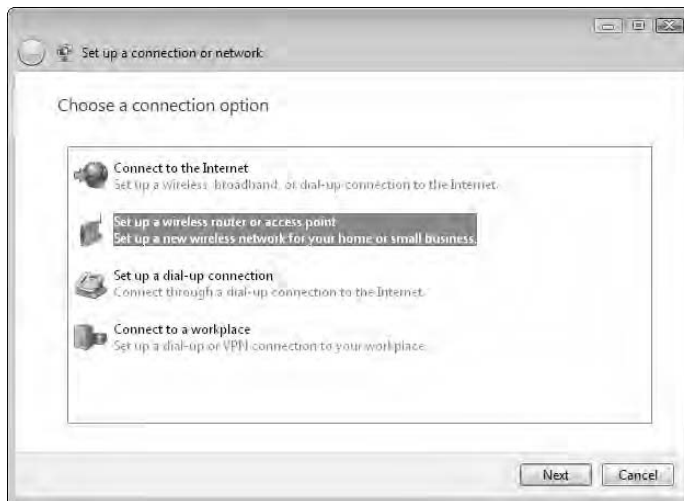 Set up a connection or network
Choose a connection option
Connect to the Internet
Set up a wireless, broadband, or dial-up connection to the Internet.
Set up a wireless router or access point
Set up a new wireless network for your home or small business.
Set up a dial-up connection
Connect through a dial-up connection to the Internet.
Connect to a workplace
Set up a dial-up or VPN connection to your workplace.
Next
Cancel